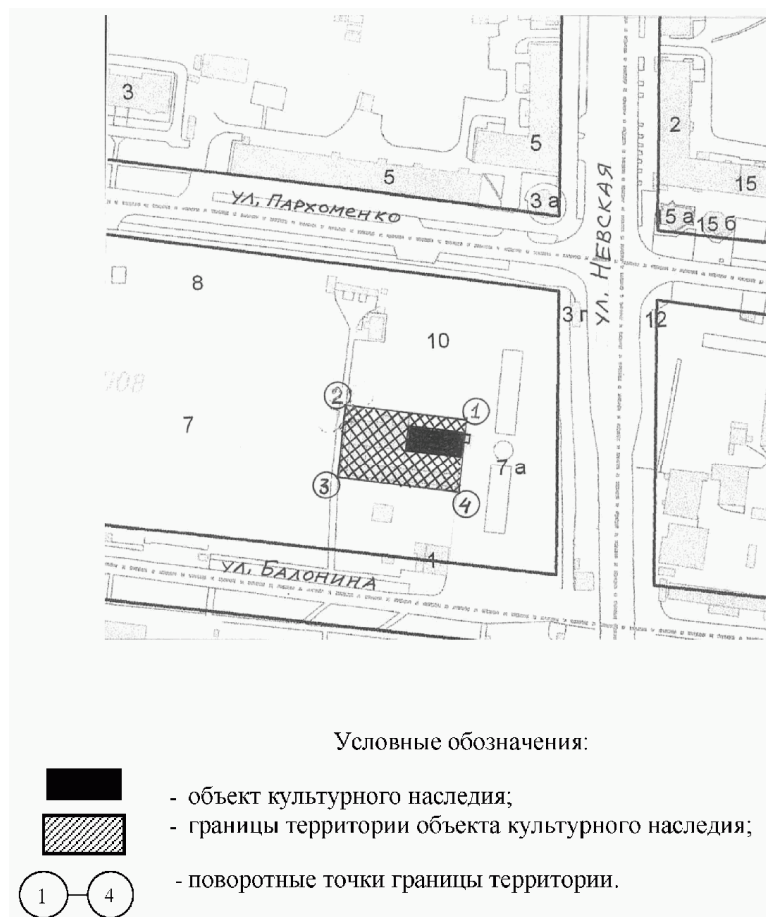 3
2
5
5
15
ул. Пархоменко
3 а
15 а
15 б
ул. Невская
8
3 г
12
10
2
1
7
7 а
3
4
1
ул. Балонина
Условные обозначения:
- объект культурного наследия;
- границы территории объекта культурного наследия;
1
4
- поворотные точки границы территории.